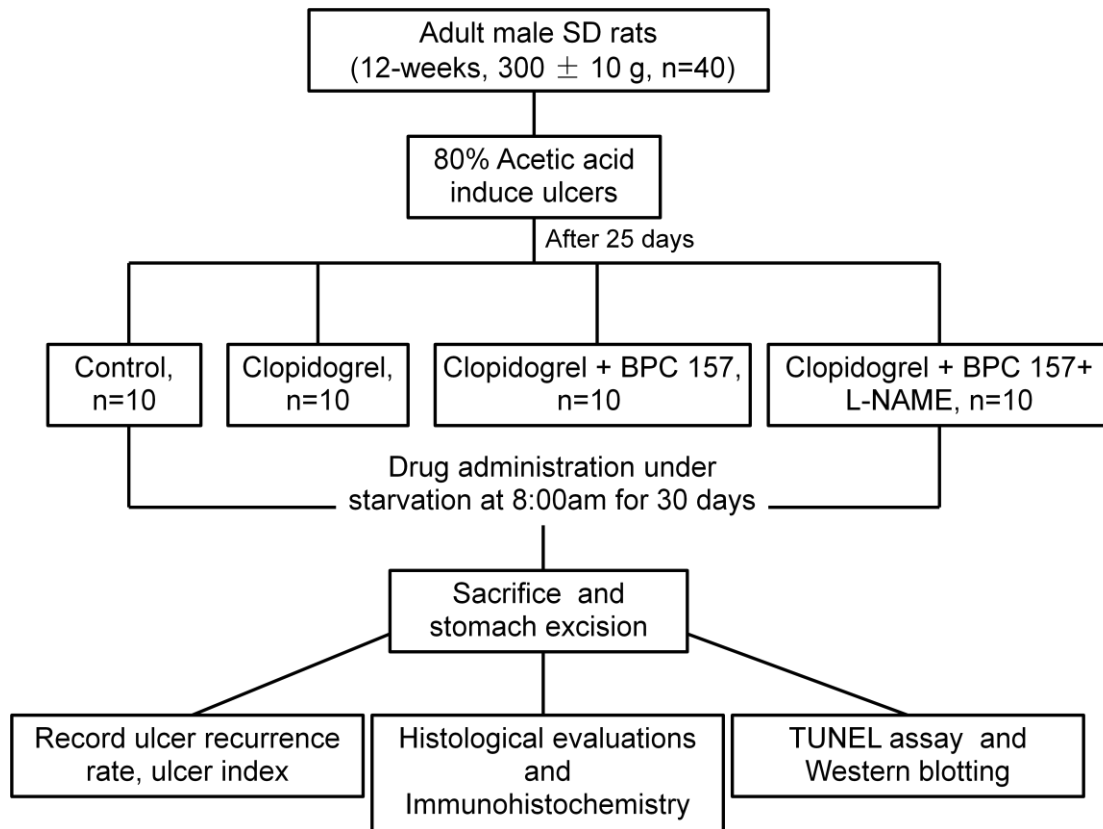 Adult male SD rats
(12-weeks, 300 ± 10 g, n=40)
80% Acetic acid
induce ulcers
After 25 days
Control,
n=10
Clopidogrel,
n=10
Clopidogrel + BPC 157,
n=10
Clopidogrel + BPC 157+
L-NAME, n=10
Drug administration under
starvation at 8:00am for 30 days
Sacrifice and
stomach excision
Record ulcer recurrence
rate, ulcer index
Histological evaluations
and
Immunohistochemistry
TUNEL assay and
Western blotting